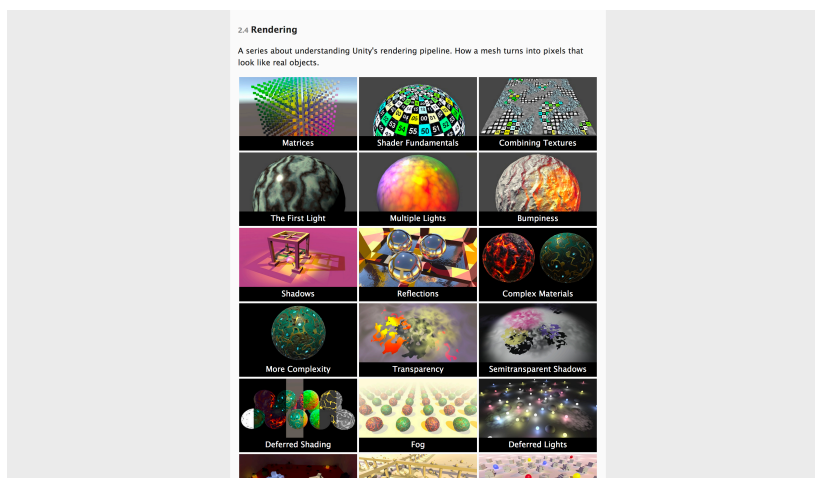 2.4 Rendering
A series about understanding Unity's rendering pipeline. How a mesh turns into pixels that
look like real objects.
Matrices
Shader Fundamentals
Combining Textures
The First Light
Multiple Lights
Bumpiness
Shadows
Reflections
Complex Materials
More Complexity
Transparency
Semitransparent Shadows
Deferred Shading
Fog
Deferred Lights